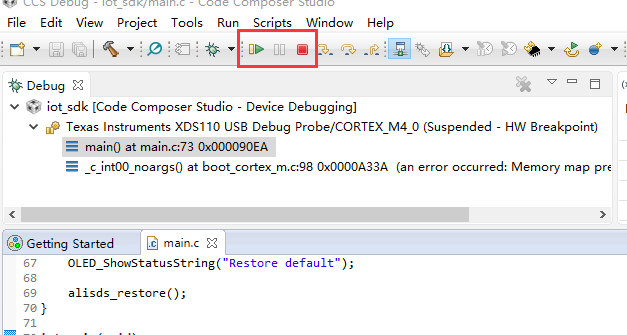 CCS Debug - iot_sdk/main.c - Code Composer Studio
File Edit View Project Tools Run Scripts Window Help
Debug
iot_sdk [Code Composer Studio - Device Debugging]
Texas Instruments XDS110 USB Debug Probe/CORTEX_M4_0 (Suspended - HW Breakpoint)
main() at main.c:73 0x000090EA
_c_int00_noargs() at boot_cortex_m.c:98 0x0000A33A (an error occurred: Memory map pre
Getting Started main.c
67 OLED_ShowStatusString("Restore default");
68
69 alisds_restore();
70 }
71